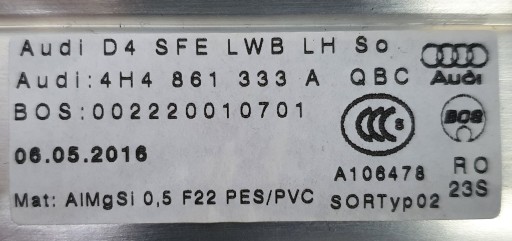 Audi D4 SFE LWB LH So
Audi:4H4 861 333 A QBC Audi
BOS:002220010701 CCC S BOS
06.05.2016
A106478 RO
Mat: AlMgSi 0,5 F22 PES/PVC SORTyp02 23S